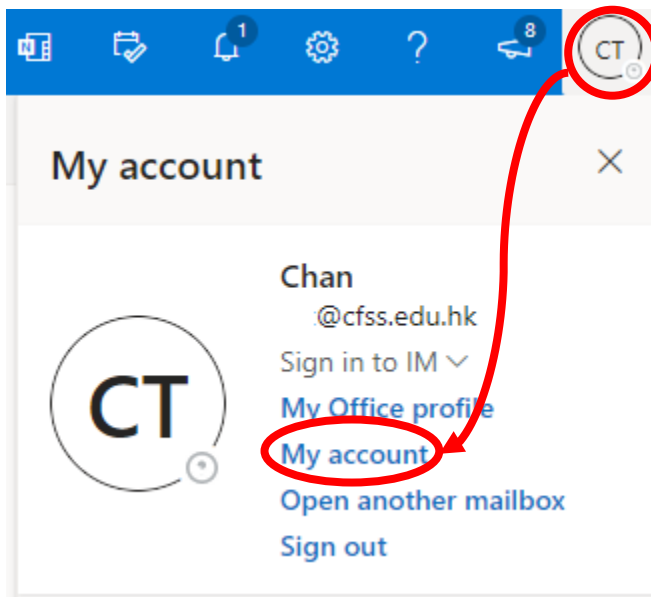 1
?
8
CT
My account
Chan
:@cfss.edu.hk
CT
Sign in to IM
My Office profile
My account
Open another mailbox
Sign out